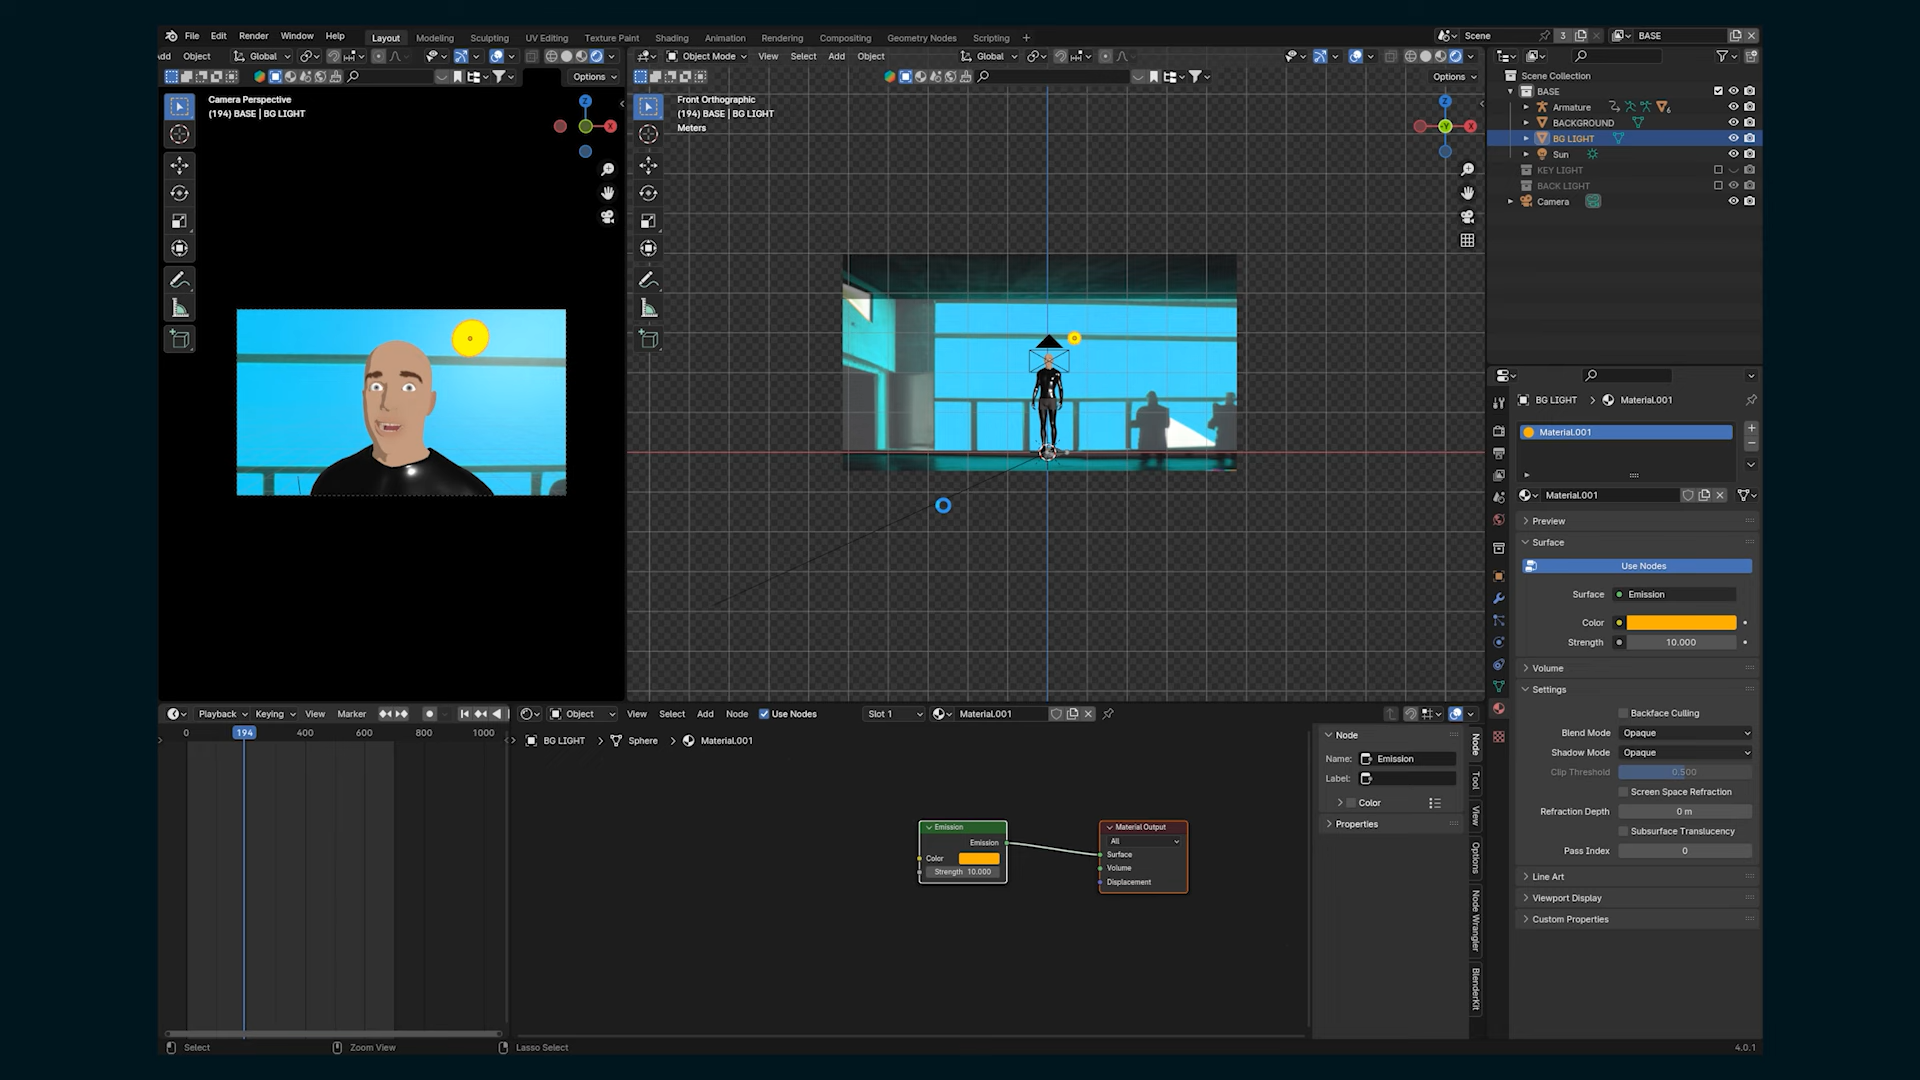 File Edit Render Window Help Layout Modeling Sculpting UV Editing Texture Paint Shading Animation Rendering Compositing Geometry Nodes Scripting + Scene 3 BASE
dd Object Global Object Mode View Select Add Object Global
Options Options
Camera Perspective
(194) BASE | BG LIGHT
Z
X
Front Orthographic
(194) BASE | BG LIGHT
Meters
Z
Y
X
Scene Collection
BASE
Armature 6
BACKGROUND
BG LIGHT
Sun
KEY LIGHT
BACK LIGHT
Camera
BG LIGHT > Material.001
Material.001
Material.001
Preview
Surface
Use Nodes
Surface Emission
Color
Strength 10.000
Volume
Settings
Backface Culling
Blend Mode Opaque
Shadow Mode Opaque
Clip Threshold 0.500
Screen Space Refraction
Refraction Depth 0 m
Subsurface Translucency
Pass Index 0
Line Art
Viewport Display
Custom Properties
Playback Keying View Marker
0 194 400 600 800 1000
Object View Select Add Node Use Nodes Slot 1 Material.001
BG LIGHT > Sphere > Material.001
Emission
Emission
Color
Strength 10.000
Material Output
All
Surface
Volume
Displacement
Node
Name: Emission
Label:
Color
Properties
Node
Tool
View
Options
Node Wrangler
BlenderKit
Select Zoom View Lasso Select 4.0.1